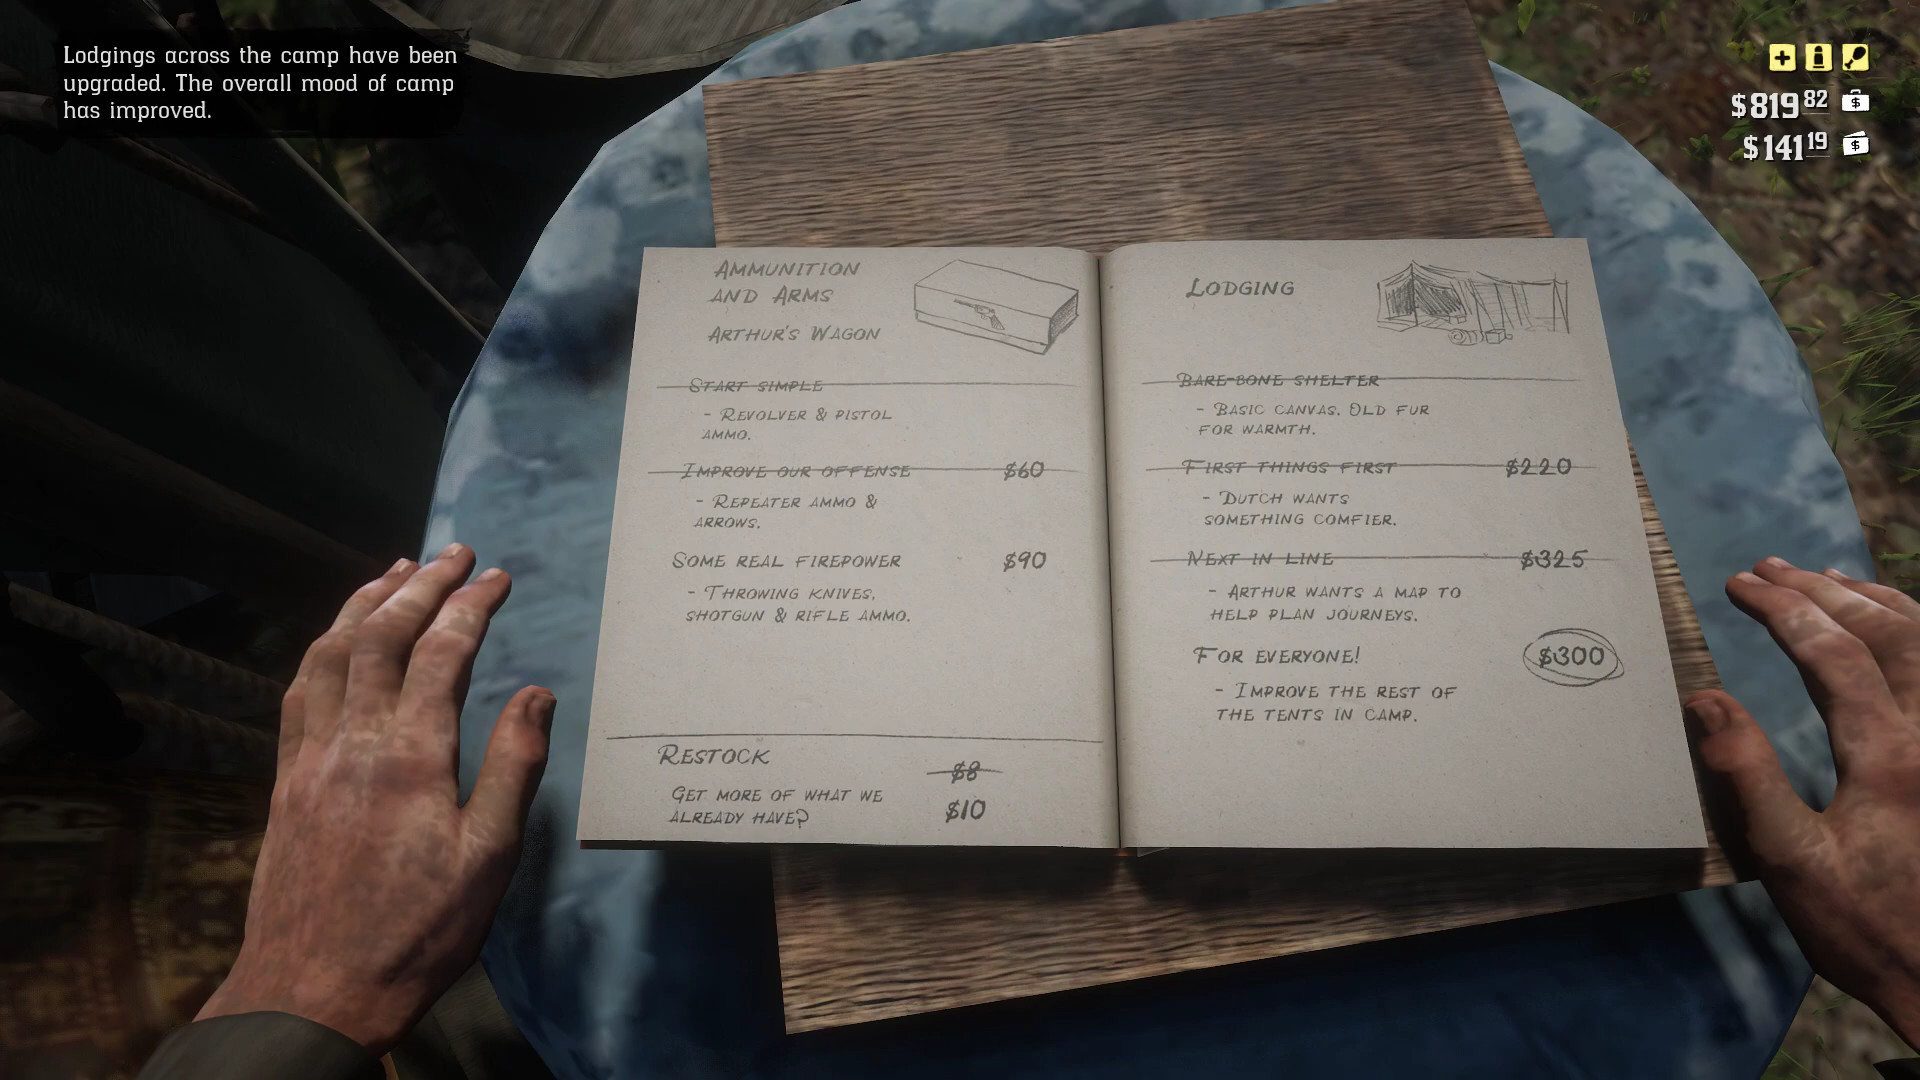 Lodgings across the camp have been
upgraded. The overall mood of camp
has improved.
$819 82
$141 19
AMMUNITION
AND ARMS
ARTHUR'S WAGON
START SIMPLE
- REVOLVER & PISTOL
AMMO.
IMPROVE OUR OFFENSE $60
- REPEATER AMMO &
ARROWS.
SOME REAL FIREPOWER $90
- THROWING KNIVES,
SHOTGUN & RIFLE AMMO.
RESTOCK
$8
GET MORE OF WHAT WE
ALREADY HAVE?
$10
LODGING
BARE-BONE SHELTER
- BASIC CANVAS. OLD FUR
FOR WARMTH.
FIRST THINGS FIRST $220
- DUTCH WANTS
SOMETHING COMFIER.
NEXT IN LINE $325
- ARTHUR WANTS A MAP TO
HELP PLAN JOURNEYS.
FOR EVERYONE! $300
- IMPROVE THE REST OF
THE TENTS IN CAMP.